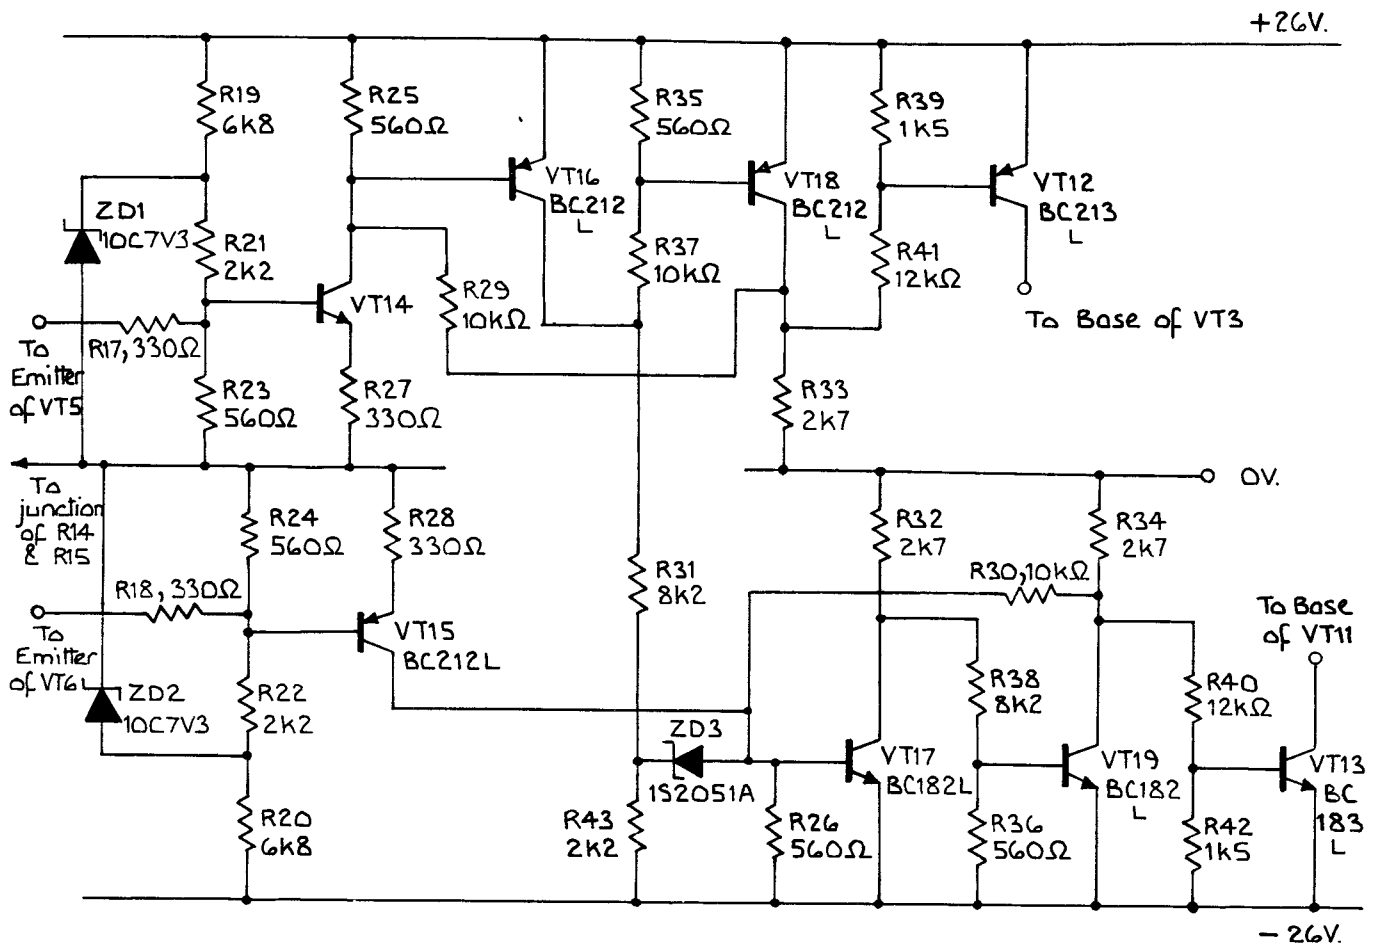 +26V.
R19
6k8
R25
560Ω
R35
560Ω
R39
1k5
VT16
BC212
L
VT18
BC212
L
VT12
BC213
L
ZD1
10C7V3
R21
2k2
R37
10kΩ
R41
12kΩ
VT14
R29
10kΩ
To Base of VT3
To
Emitter
of VT5
R17,330Ω
R23
560Ω
R27
330Ω
R33
2k7
0V.
To
junction
of R14
& R15
R24
560Ω
R28
330Ω
R32
2k7
R34
2k7
R18,330Ω
R31
8k2
R30,10kΩ
To Base
of VT11
To
Emitter
of VT6
VT15
BC212L
ZD2
10C7V3
R22
2k2
R38
8k2
R40
12kΩ
ZD3
1S2051A
VT17
BC182L
VT19
BC182
L
VT13
BC
183
L
R20
6k8
R43
2k2
R26
560Ω
R36
560Ω
R42
1k5
-26V.